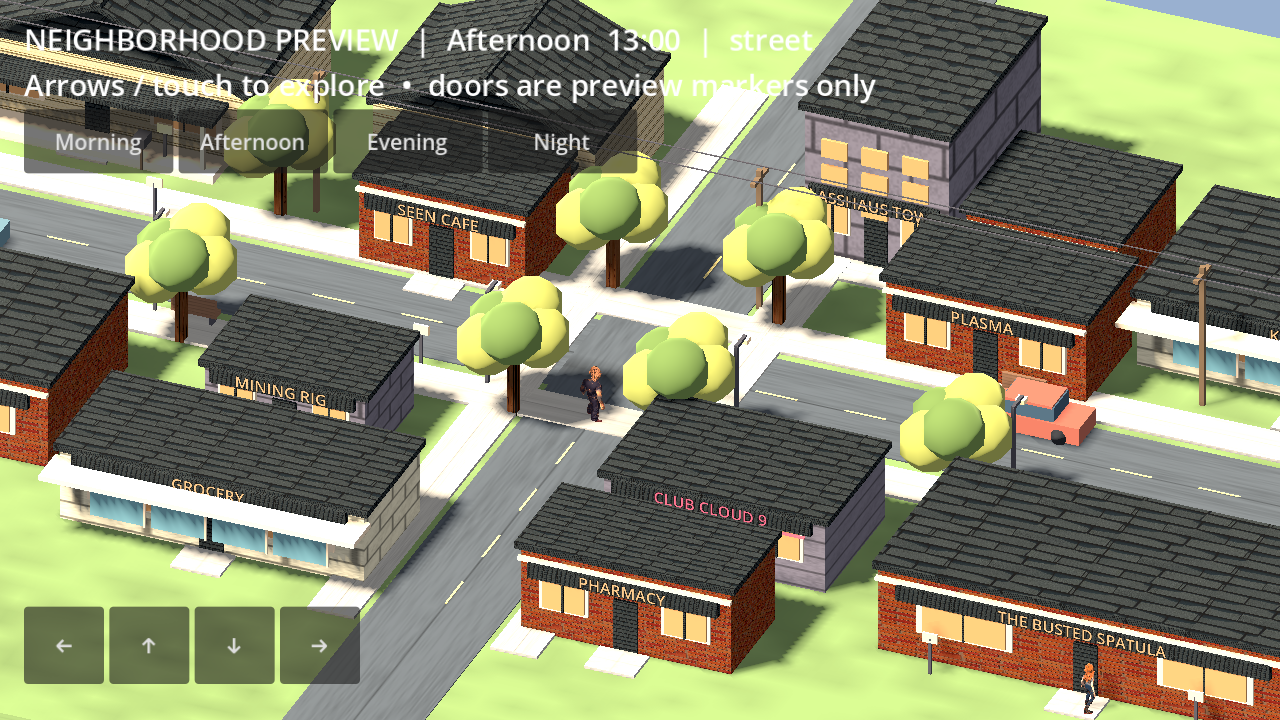 NEIGHBORHOOD PREVIEW | Afternoon 13:00 | street
Arrows / touch to explore • doors are preview markers only
Morning
Afternoon
Evening
Night
SEEN CAFE
PLASMA
MINING RIG
GROCERY
CLUB CLOUD 9
PHARMACY
THE BUSTED SPATULA
←
↑
↓
→